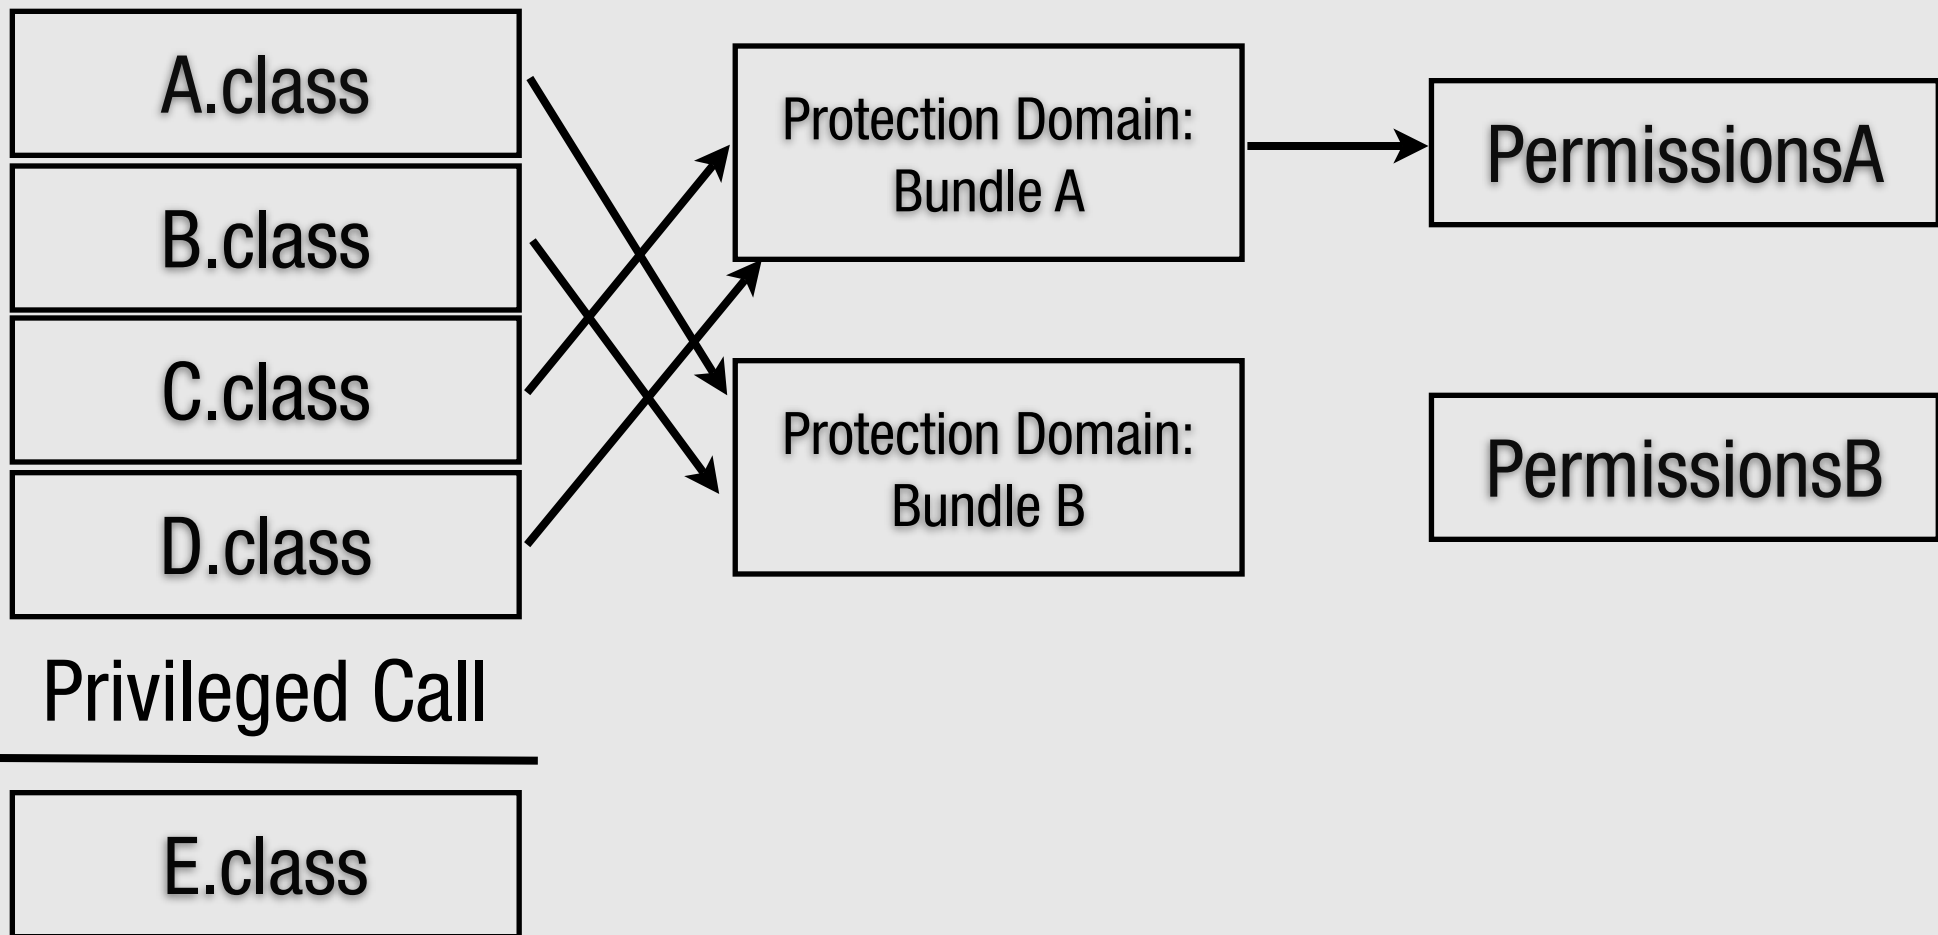 A.class
B.class
C.class
D.class
Privileged Call
E.class
Protection Domain:
Bundle A
Protection Domain:
Bundle B
PermissionsA
PermissionsB